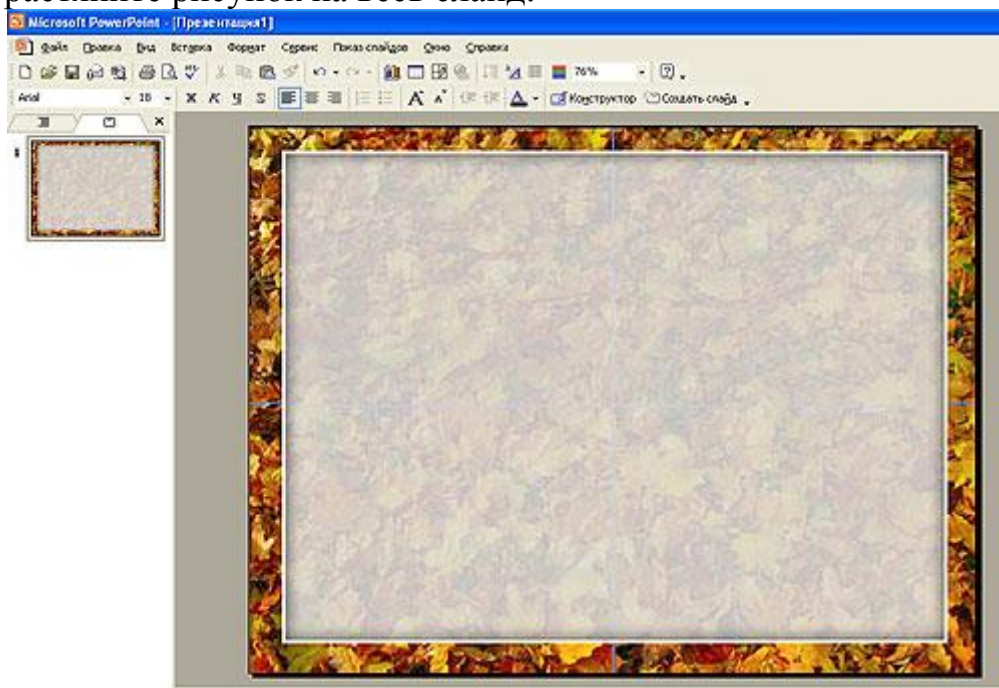 растяните рисунок на весь слайд.
Microsoft PowerPoint - [Презентация1]
Файл Правка Вид Вставка Формат Сервис Показ слайдов Окно Справка
76%
Arial 18 Ж К Ч S Конструктор Создать слайд
1